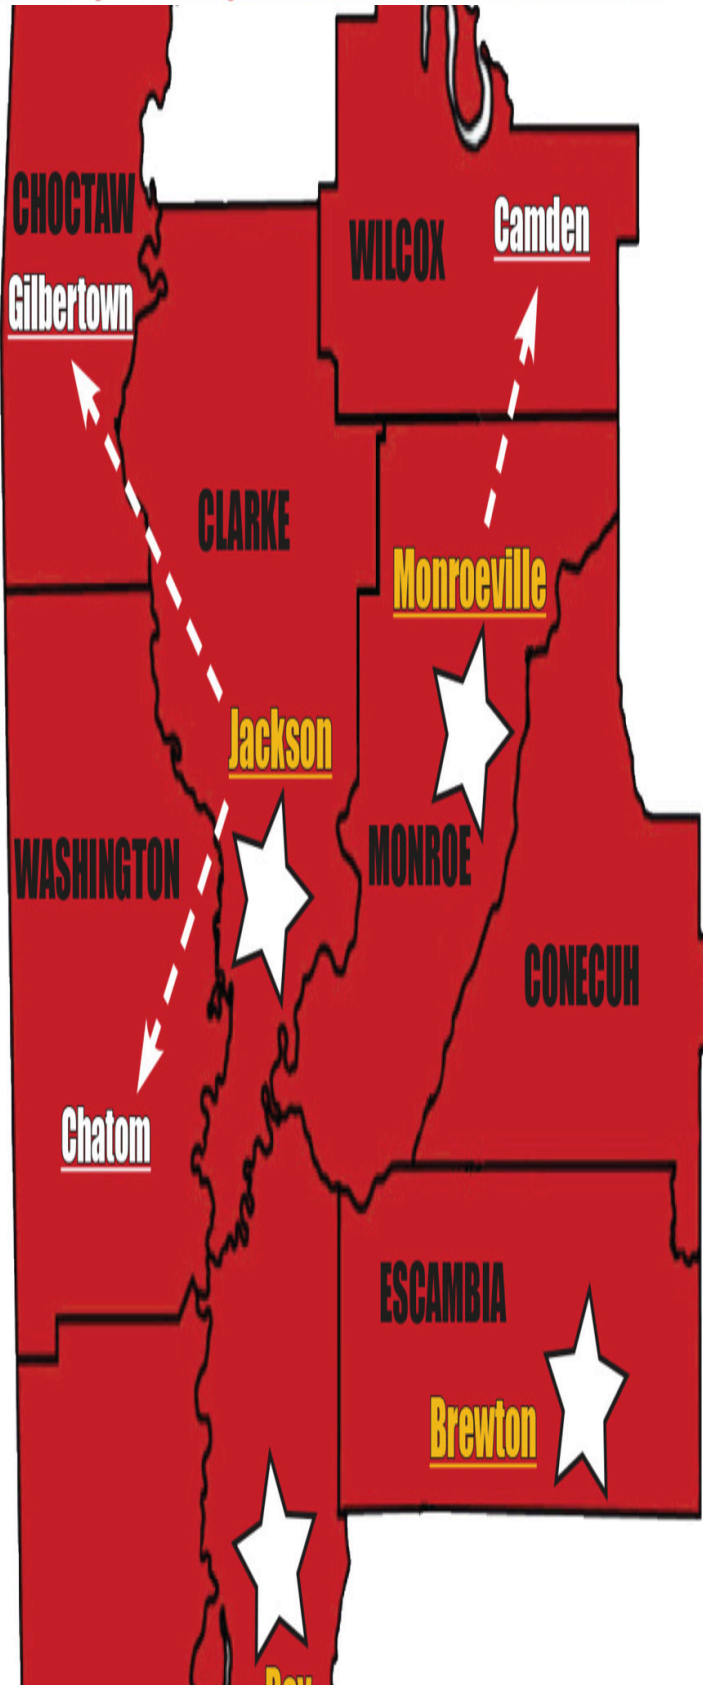 CHOCTAW
Gilbertown
WILCOX
Camden
CLARKE
Monroeville
Jackson
WASHINGTON
MONROE
CONECUH
Chatom
ESCAMBIA
Brewton